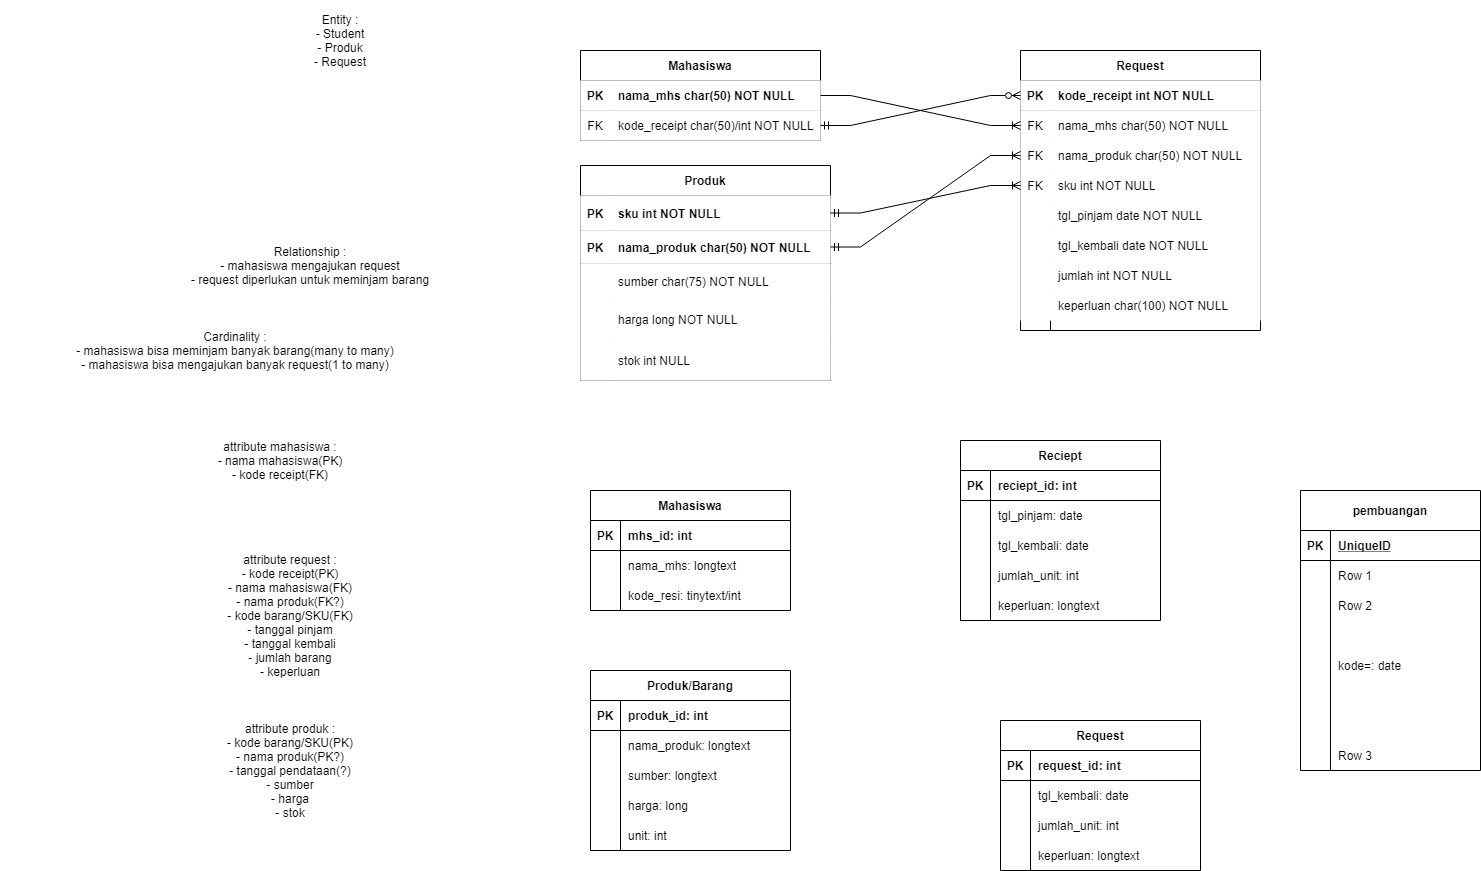 Entity :
- Student
- Produk
- Request
Mahasiswa
PK nama_mhs char(50) NOT NULL
FK kode_receipt char(50)/int NOT NULL
Request
PK kode_receipt int NOT NULL
FK nama_mhs char(50) NOT NULL
FK nama_produk char(50) NOT NULL
FK sku int NOT NULL
tgl_pinjam date NOT NULL
tgl_kembali date NOT NULL
jumlah int NOT NULL
keperluan char(100) NOT NULL
Produk
PK sku int NOT NULL
PK nama_produk char(50) NOT NULL
sumber char(75) NOT NULL
harga long NOT NULL
stok int NULL
Relationship :
- mahasiswa mengajukan request
- request diperlukan untuk meminjam barang
Cardinality :
- mahasiswa bisa meminjam banyak barang(many to many)
- mahasiswa bisa mengajukan banyak request(1 to many)
attribute mahasiswa :
- nama mahasiswa(PK)
- kode receipt(FK)
attribute request :
- kode receipt(PK)
- nama mahasiswa(FK)
- nama produk(FK?)
- kode barang/SKU(FK)
- tanggal pinjam
- tanggal kembali
- jumlah barang
- keperluan
attribute produk :
- kode barang/SKU(PK)
- nama produk(PK?)
- tanggal pendataan(?)
- sumber
- harga
- stok
Mahasiswa
PK mhs_id: int
nama_mhs: longtext
kode_resi: tinytext/int
Produk/Barang
PK produk_id: int
nama_produk: longtext
sumber: longtext
harga: long
unit: int
Reciept
PK reciept_id: int
tgl_pinjam: date
tgl_kembali: date
jumlah_unit: int
keperluan: longtext
Request
PK request_id: int
tgl_kembali: date
jumlah_unit: int
keperluan: longtext
pembuangan
PK UniqueID
Row 1
Row 2
kode=: date
Row 3